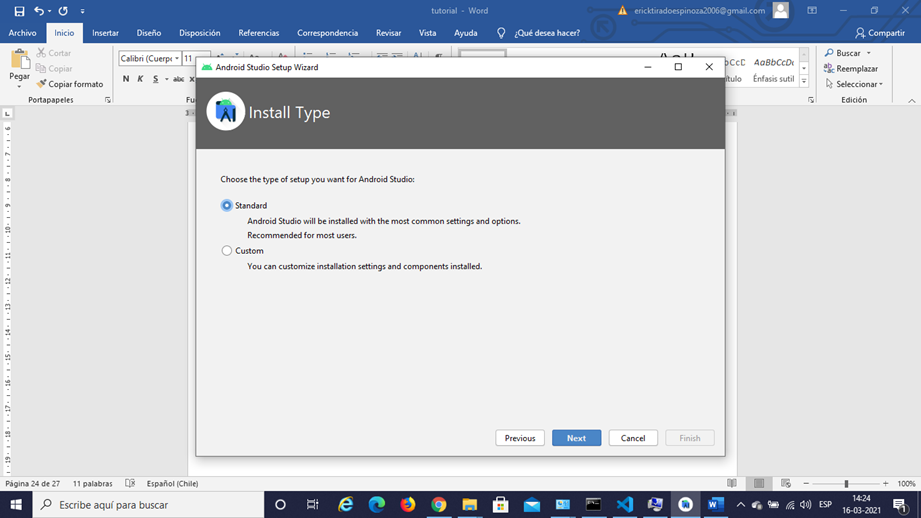 tutorial - Word
ericktiradoespinoza2006@gmail.com
Archivo Inicio Insertar Diseño Disposición Referencias Correspondencia Revisar Vista Ayuda ¿Qué desea hacer? Compartir
Pegar
Cortar
Copiar
Copiar formato
Portapapeles
Calibri (Cuerpo 11
N K S abc
Énfasis sutil
Buscar
Reemplazar
Seleccionar
Edición
Android Studio Setup Wizard
Install Type
Choose the type of setup you want for Android Studio:
Standard
Android Studio will be installed with the most common settings and options.
Recommended for most users.
Custom
You can customize installation settings and components installed.
Previous Next Cancel Finish
Página 24 de 27 11 palabras Español (Chile) 100%
Escribe aquí para buscar
ESP
14:24
16-03-2021
1